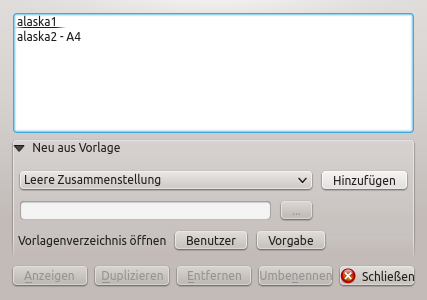 alaska1
alaska2 - A4
Neu aus Vorlage
Leere Zusammenstellung
Hinzufügen
...
Vorlagenverzeichnis öffnen Benutzer Vorgabe
Anzeigen Duplizieren Entfernen Umbenennen Schließen